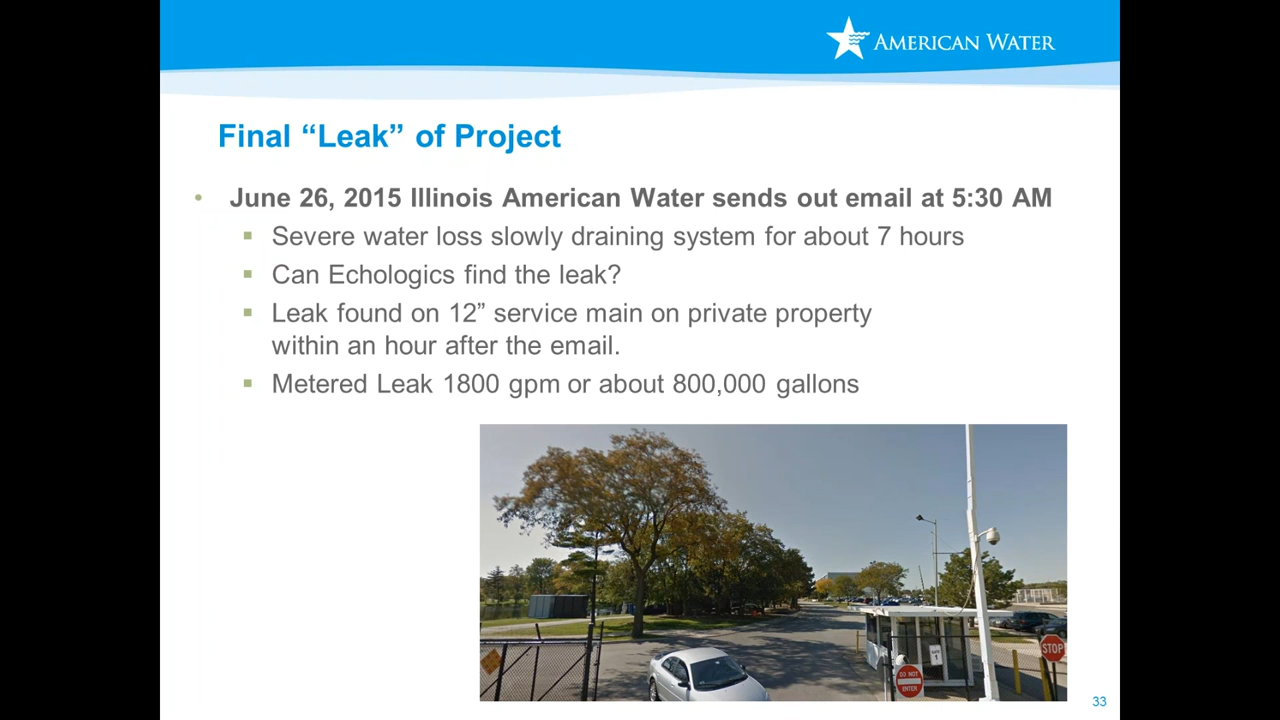 AMERICAN WATER
Final “Leak” of Project
• June 26, 2015 Illinois American Water sends out email at 5:30 AM
▪ Severe water loss slowly draining system for about 7 hours
▪ Can Echologics find the leak?
▪ Leak found on 12” service main on private property
within an hour after the email.
▪ Metered Leak 1800 gpm or about 800,000 gallons
STOP
DO NOT
ENTER
33